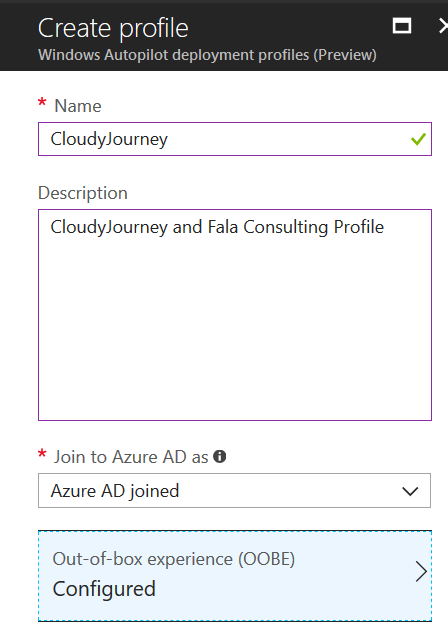 Create profile
Windows Autopilot deployment profiles (Preview)
* Name
CloudyJourney
Description
CloudyJourney and Fala Consulting Profile
* Join to Azure AD as
Azure AD joined
Out-of-box experience (OOBE)
Configured